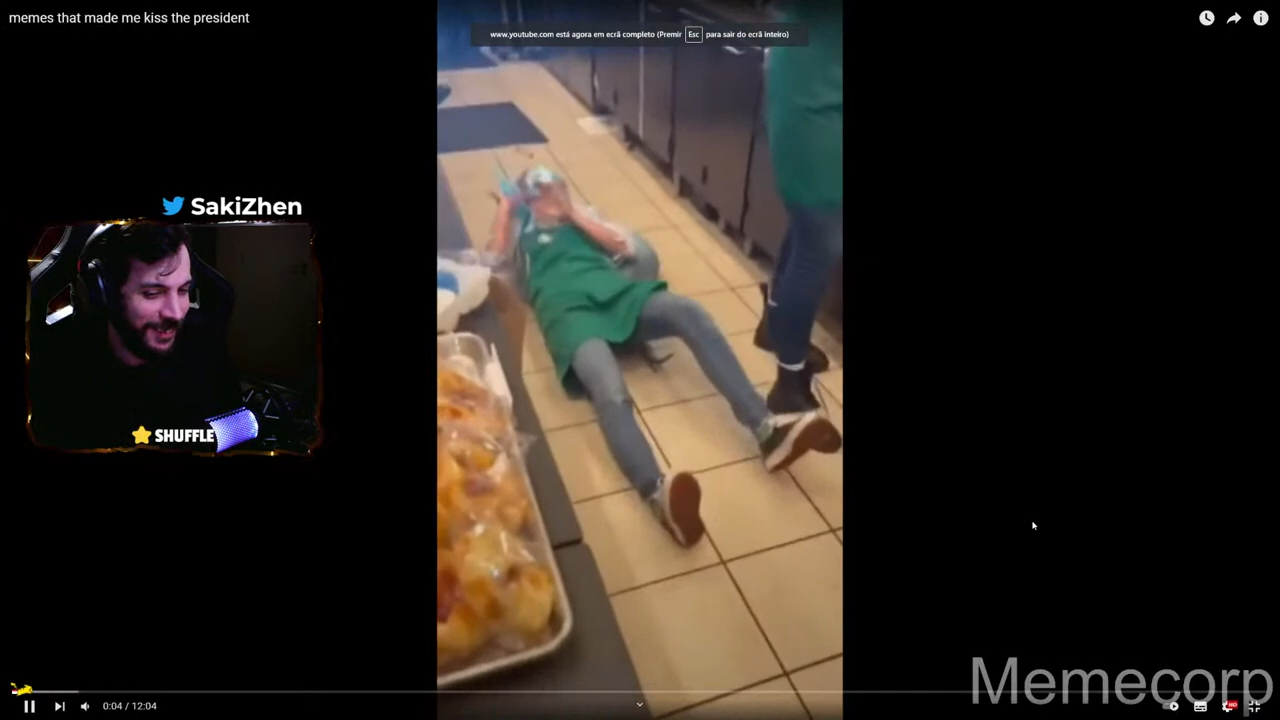 memes that made me kiss the president
www.youtube.com está agora em ecrã completo (Premir Esc para sair do ecrã inteiro)
SakiZhen
SHUFFLE
Memecorp
0:04 / 12:04
HD